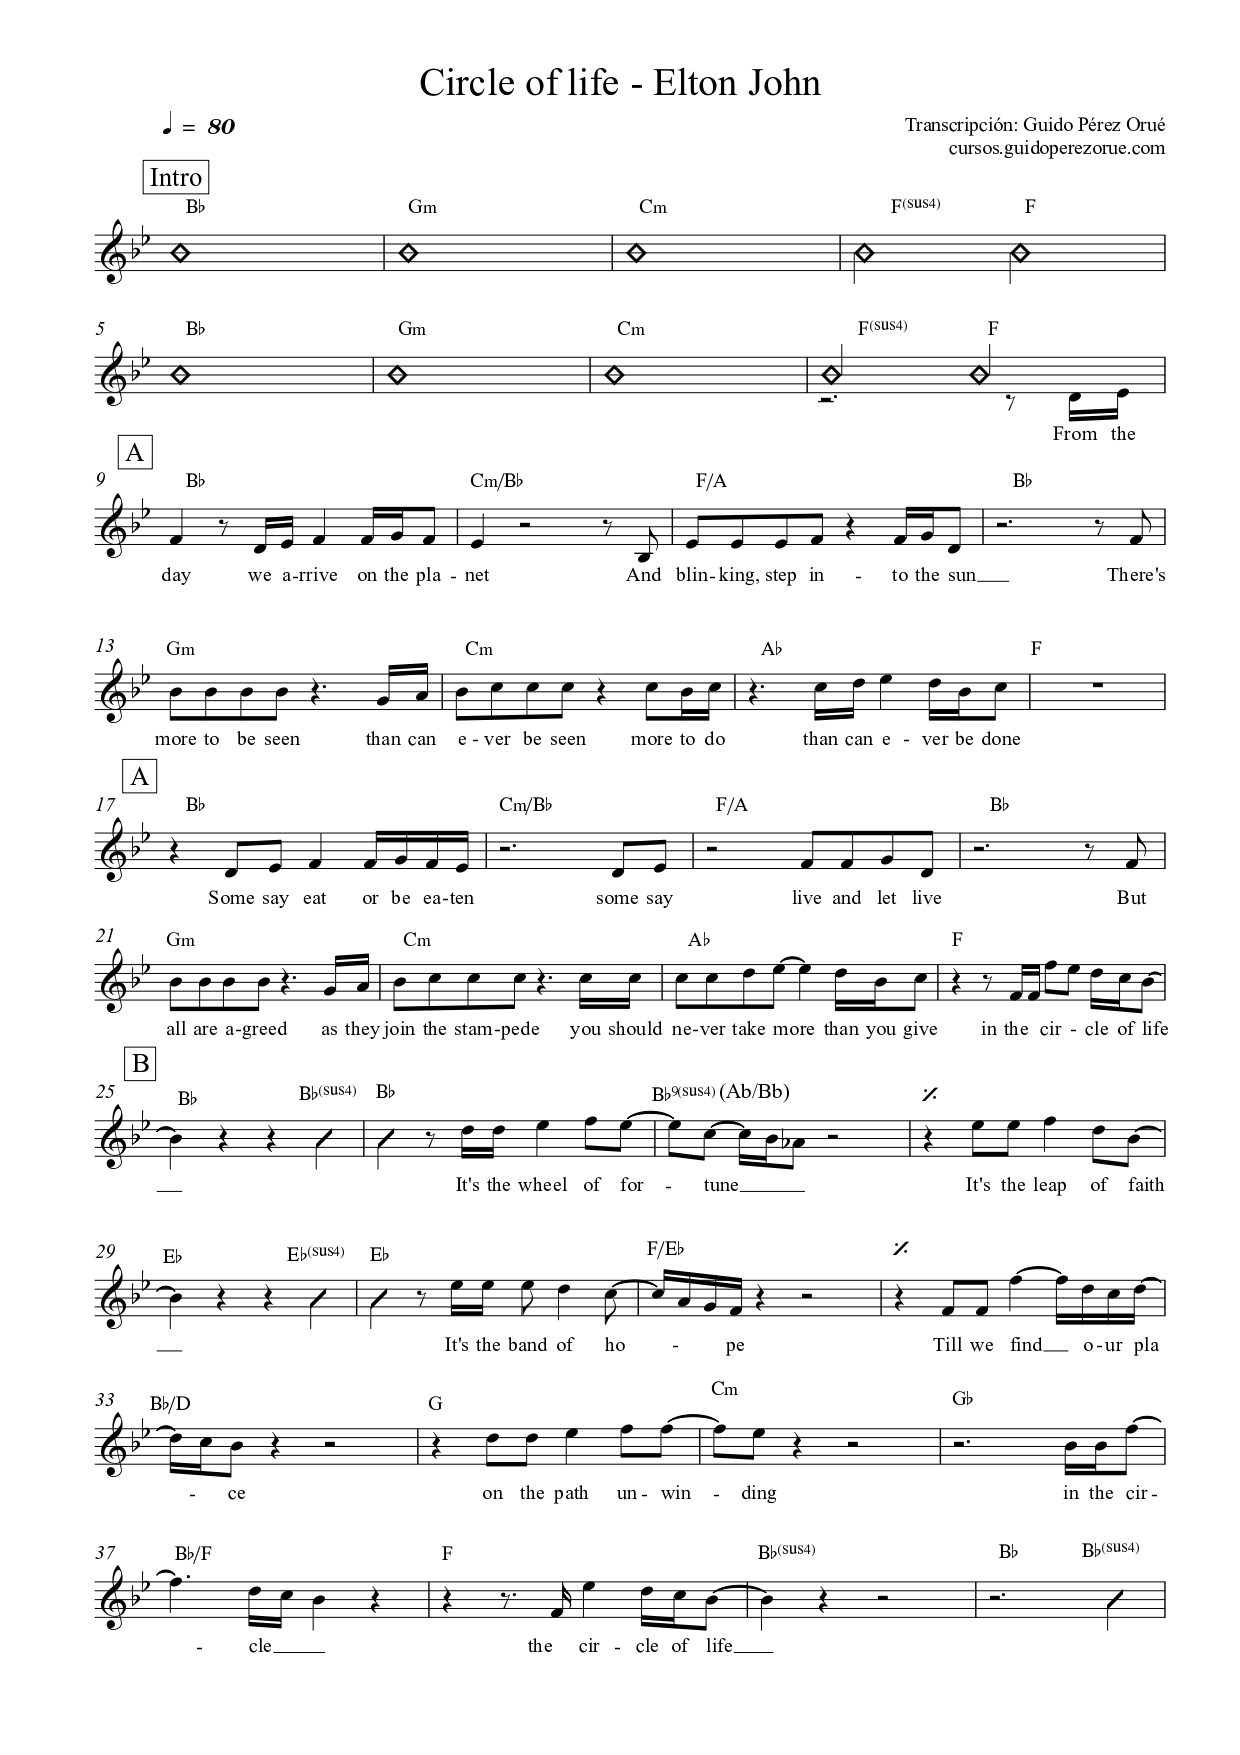 Circle of life - Elton John
♩ = 80
Transcripción: Guido Pérez Orué
cursos.guidoperezorue.com
Intro
B♭ Gm Cm F(sus4) F
5
B♭ Gm Cm F(sus4) F
From the
A
9
B♭ Cm/B♭ F/A B♭
day we a-rrive on the pla - net And blin-king, step in - to the sun__ There's
13
Gm Cm A♭ F
more to be seen than can e - ver be seen more to do than can e - ver be done
A
17
B♭ Cm/B♭ F/A B♭
Some say eat or be ea-ten some say live and let live But
21
Gm Cm A♭ F
all are a-greed as they join the stam-pede you should ne-ver take more than you give in the cir - cle of life
B
25
B♭ B♭(sus4) B♭ B♭9(sus4) (Ab/Bb)
__ It's the wheel of for - tune____ It's the leap of faith
29
E♭ E♭(sus4) E♭ F/E♭
__ It's the band of ho - pe Till we find__ o-ur pla
33
B♭/D G Cm G♭
- ce on the path un - win - ding in the cir-
37
B♭/F F B♭(sus4) B♭ B♭(sus4)
- cle____ the cir - cle of life____